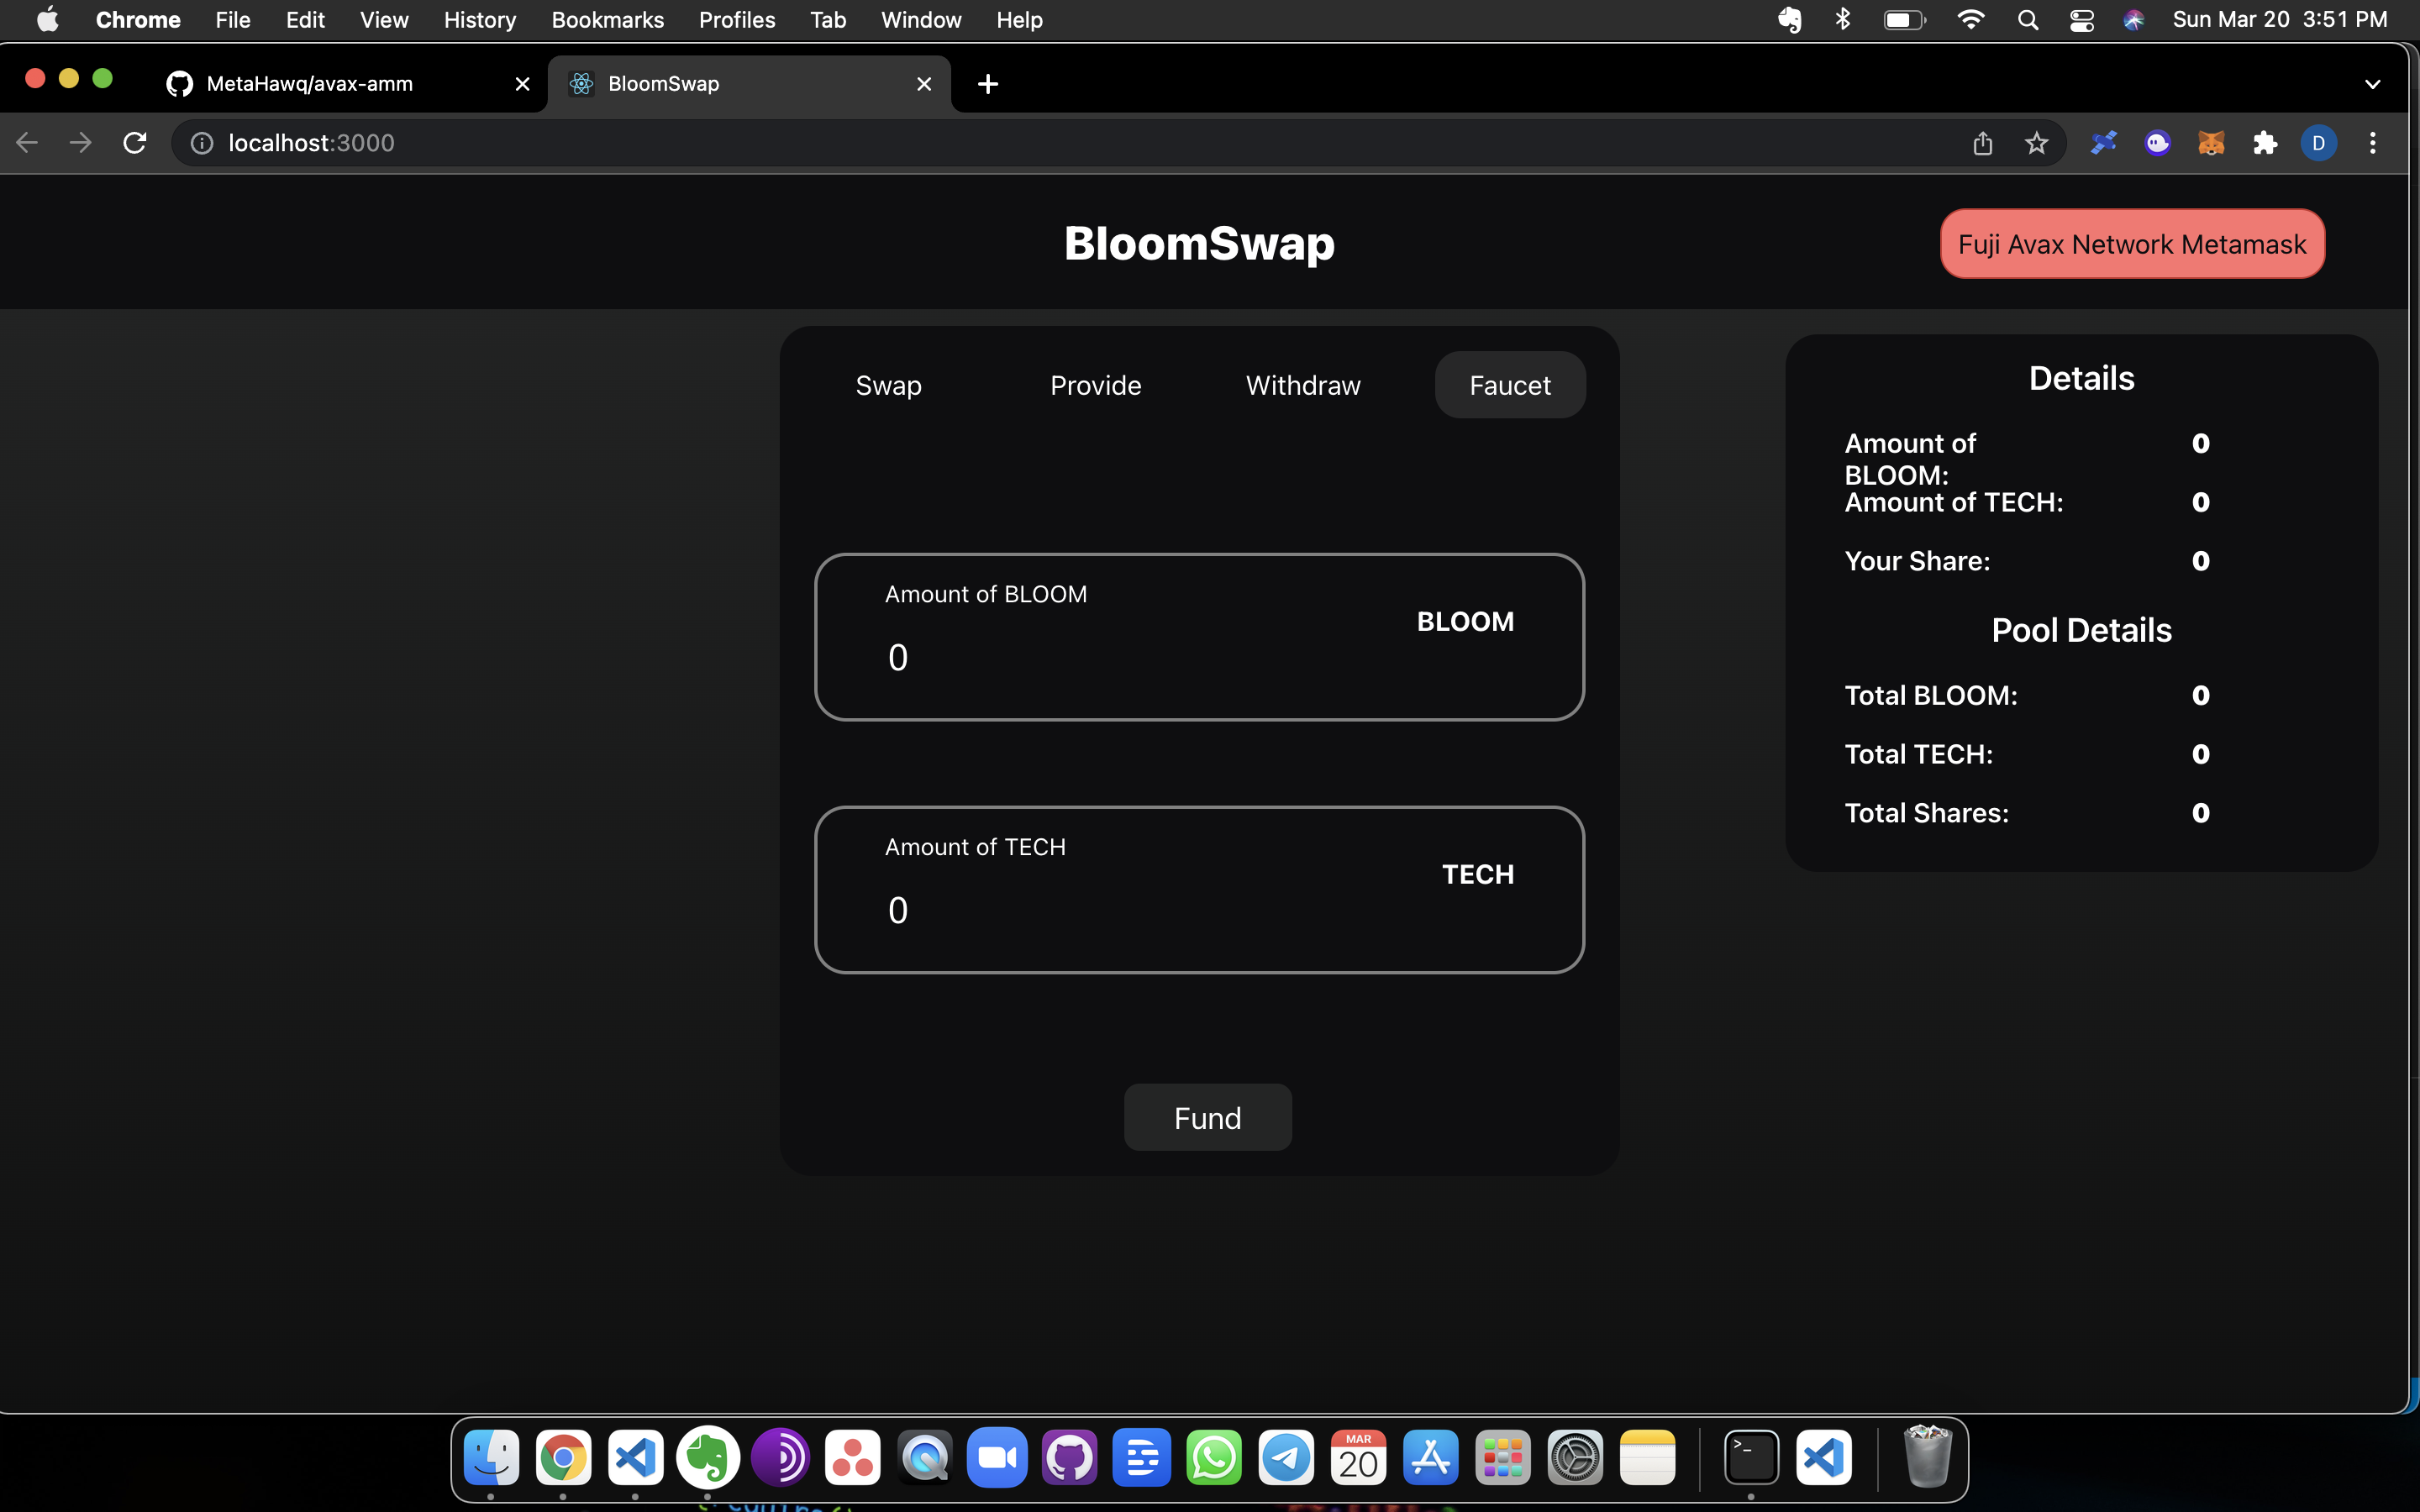 Chrome File Edit View History Bookmarks Profiles Tab Window Help Sun Mar 20 3:51 PM
MetaHawq/avax-amm BloomSwap
localhost:3000 D
BloomSwap
Fuji Avax Network Metamask
Swap Provide Withdraw Faucet
Amount of BLOOM
BLOOM
0
Amount of TECH
TECH
0
Fund
Details
Amount of
BLOOM: 0
Amount of TECH: 0
Your Share: 0
Pool Details
Total BLOOM: 0
Total TECH: 0
Total Shares: 0
MAR
20